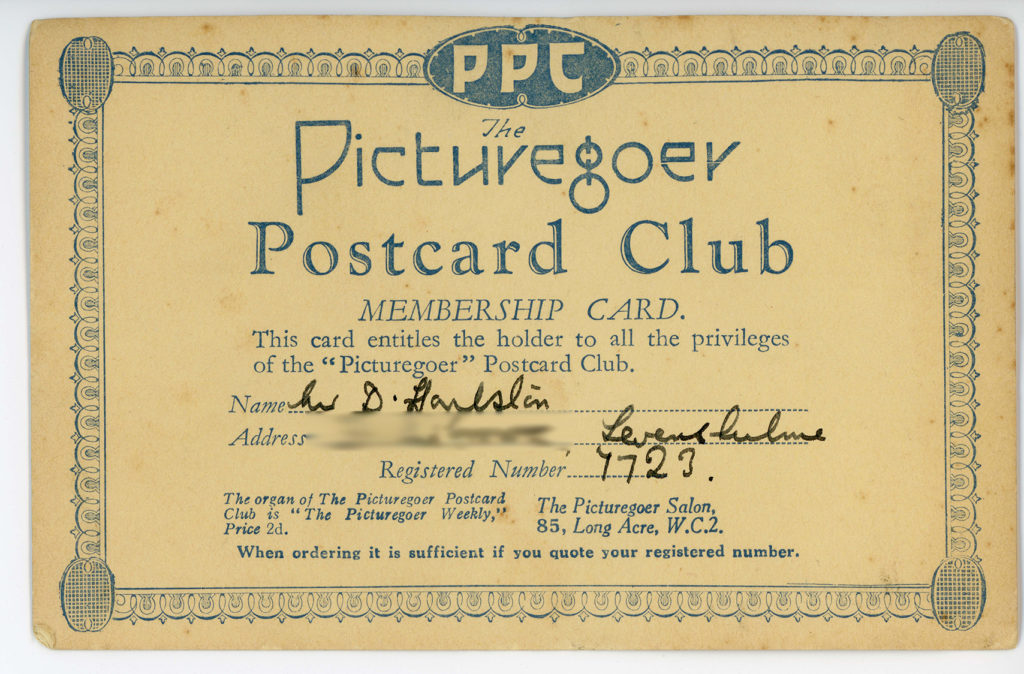 PPC
The
Picturegoer
Postcard Club
MEMBERSHIP CARD.
This card entitles the holder to all the privileges
of the "Picturegoer" Postcard Club.
Name D.
Address Levenshulme
Registered Number 7723.
The organ of The Picturegoer Postcard
Club is "The Picturegoer Weekly,"
Price 2d.
The Picturegoer Salon,
85, Long Acre, W.C.2.
When ordering it is sufficient if you quote your registered number.